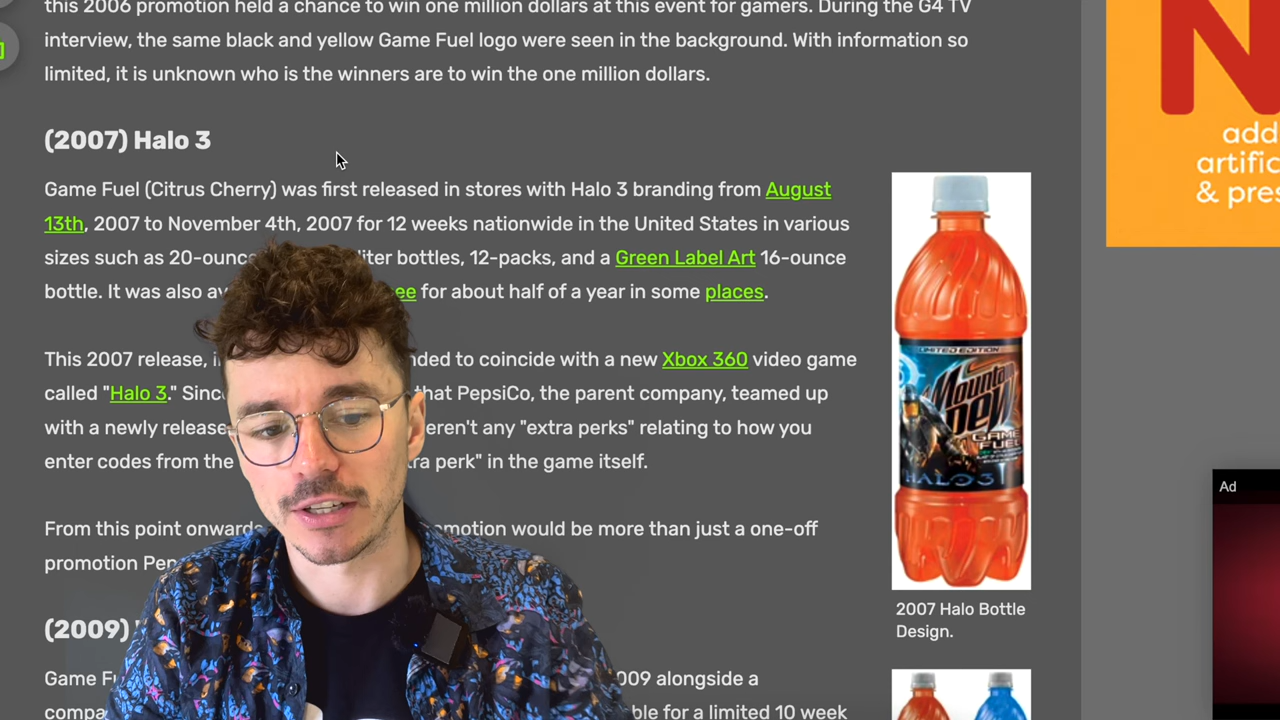 this 2006 promotion held a chance to win one million dollars at this event for gamers. During the G4 TV
interview, the same black and yellow Game Fuel logo were seen in the background. With information so
limited, it is unknown who is the winners are to win the one million dollars.
(2007) Halo 3
Game Fuel (Citrus Cherry) was first released in stores with Halo 3 branding from August
13th, 2007 to November 4th, 2007 for 12 weeks nationwide in the United States in various
sizes such as 20-ounc liter bottles, 12-packs, and a Green Label Art 16-ounce
bottle. It was also av ee for about half of a year in some places.
This 2007 release, i nded to coincide with a new Xbox 360 video game
called "Halo 3." Sinc that PepsiCo, the parent company, teamed up
with a newly release eren't any "extra perks" relating to how you
enter codes from the tra perk" in the game itself.
From this point onwards omotion would be more than just a one-off
promotion Pe
(2009)
Game Fu 009 alongside a
compa ble for a limited 10 week
LIMITED EDITION
Mountain
Dew
GAME
FUEL
HALO 3
2007 Halo Bottle
Design.
N
add
artific
& pres
Ad